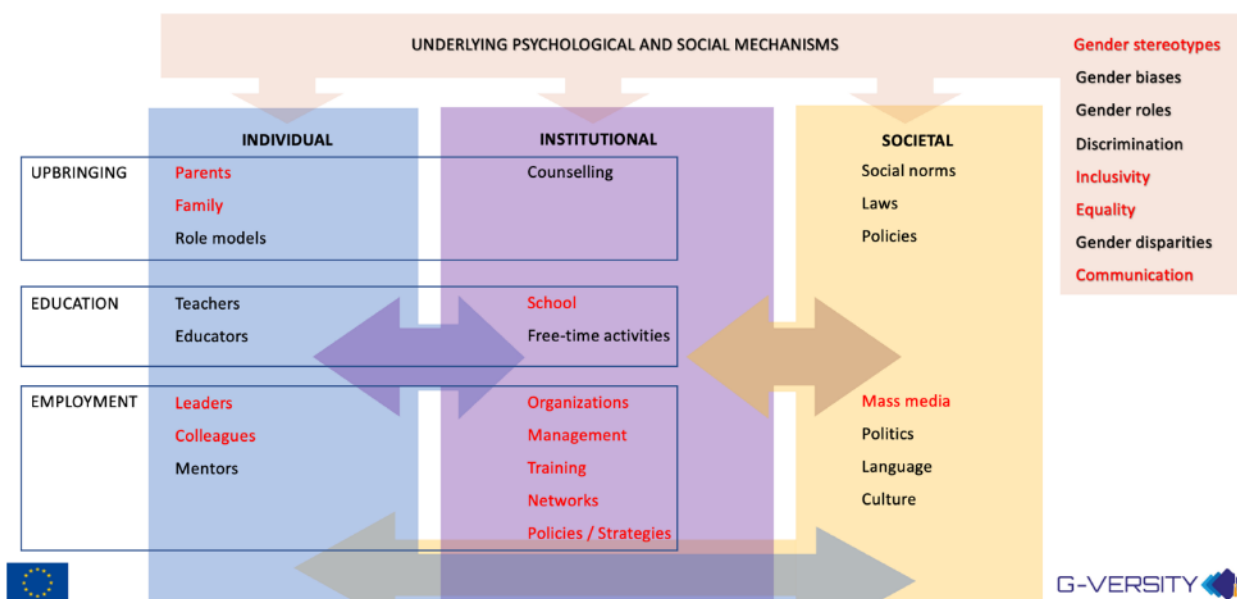 UNDERLYING PSYCHOLOGICAL AND SOCIAL MECHANISMS
Gender stereotypes
Gender biases
Gender roles
Discrimination
Inclusivity
Equality
Gender disparities
Communication
INDIVIDUAL
INSTITUTIONAL
SOCIETAL
UPBRINGING
Parents
Family
Role models
Counselling
Social norms
Laws
Policies
EDUCATION
Teachers
Educators
School
Free-time activities
EMPLOYMENT
Leaders
Colleagues
Mentors
Organizations
Management
Training
Networks
Policies / Strategies
Mass media
Politics
Language
Culture
G-VERSITY